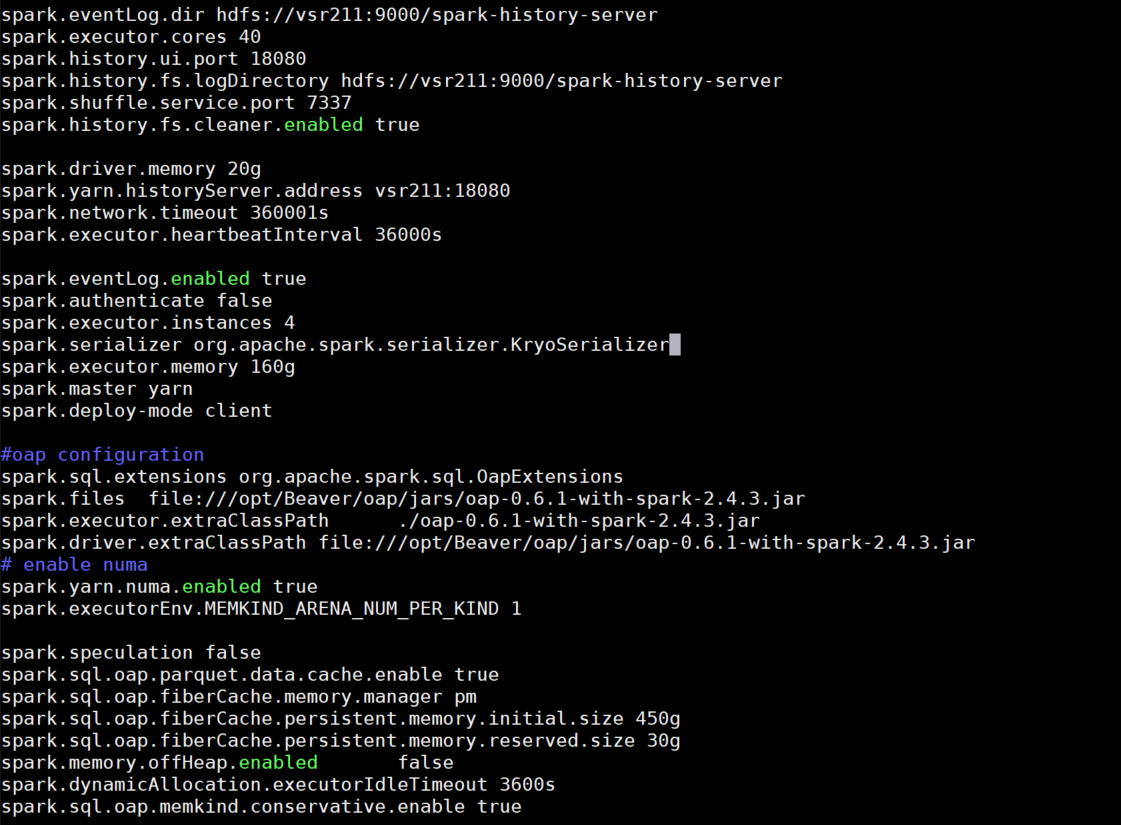 spark.eventLog.dir hdfs://vsr211:9000/spark-history-server
spark.executor.cores 40
spark.history.ui.port 18080
spark.history.fs.logDirectory hdfs://vsr211:9000/spark-history-server
spark.shuffle.service.port 7337
spark.history.fs.cleaner.enabled true
spark.driver.memory 20g
spark.yarn.historyServer.address vsr211:18080
spark.network.timeout 360001s
spark.executor.heartbeatInterval 36000s
spark.eventLog.enabled true
spark.authenticate false
spark.executor.instances 4
spark.serializer org.apache.spark.serializer.KryoSerializer
spark.executor.memory 160g
spark.master yarn
spark.deploy-mode client
#oap configuration
spark.sql.extensions org.apache.spark.sql.OapExtensions
spark.files  file:///opt/Beaver/oap/jars/oap-0.6.1-with-spark-2.4.3.jar
spark.executor.extraClassPath      ./oap-0.6.1-with-spark-2.4.3.jar
spark.driver.extraClassPath file:///opt/Beaver/oap/jars/oap-0.6.1-with-spark-2.4.3.jar
# enable numa
spark.yarn.numa.enabled true
spark.executorEnv.MEMKIND_ARENA_NUM_PER_KIND 1
spark.speculation false
spark.sql.oap.parquet.data.cache.enable true
spark.sql.oap.fiberCache.memory.manager pm
spark.sql.oap.fiberCache.persistent.memory.initial.size 450g
spark.sql.oap.fiberCache.persistent.memory.reserved.size 30g
spark.memory.offHeap.enabled       false
spark.dynamicAllocation.executorIdleTimeout 3600s
spark.sql.oap.memkind.conservative.enable true